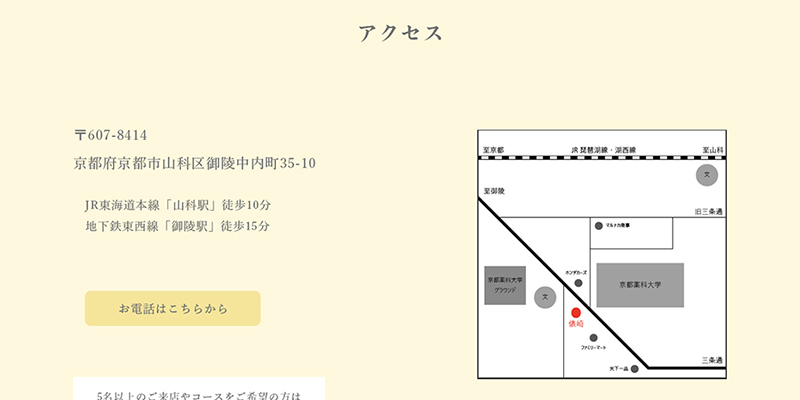 アクセス
〒607-8414
京都府京都市山科区御陵中内町35-10
JR東海道本線「山科駅」徒歩10分
地下鉄東西線「御陵駅」徒歩15分
お電話はこちらから
5名以上のご来店やコースをご希望の方は
至京都
JR 琵琶湖線・湖西線
至山科
文
至御陵
旧三条通
マルナカ商事
ホンダカーズ
京都薬科大学
グラウンド
文
京都薬科大学
俵崎
ファミリーマート
三条通
天下一品